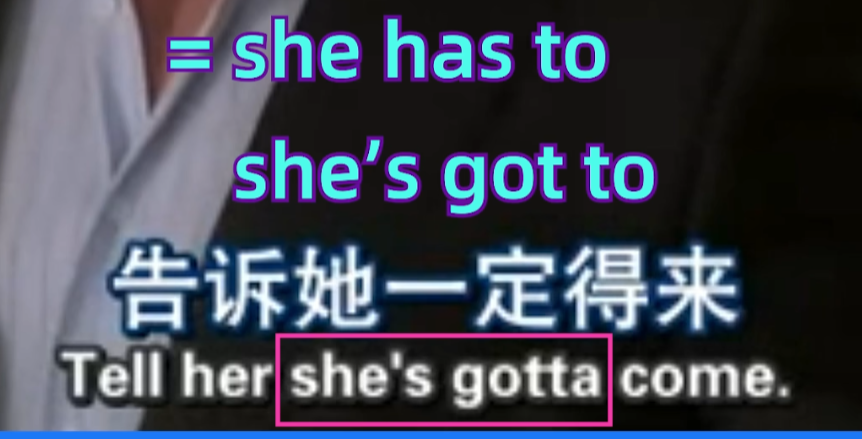 = she has to
she’s got to
告诉她一定得来
Tell her she's gotta come.